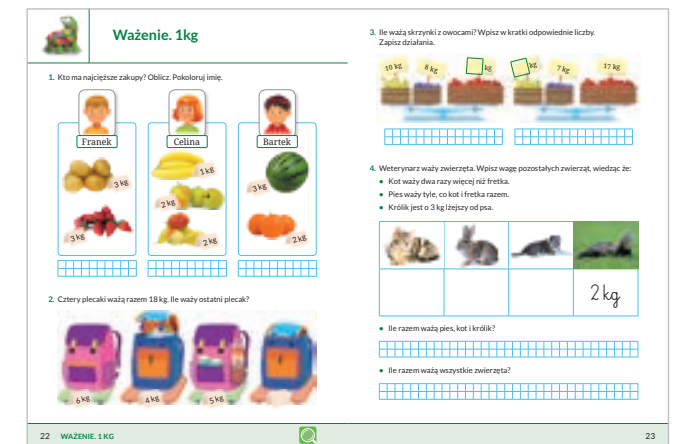 Ważenie. 1kg
1. Kto ma najcięższe zakupy? Oblicz. Pokoloruj imię.
Franek
Celina
Bartek
3 kg
3 kg
1 kg
2 kg
2 kg
3 kg
2 kg
2. Cztery plecaki ważą razem 18 kg. Ile waży ostatni plecak?
6 kg
4 kg
5 kg
22 WAŻENIE. 1 KG
3. Ile ważą skrzynki z owocami? Wpisz w kratki odpowiednie liczby.
Zapisz działania.
10 kg
8 kg
kg
kg
7 kg
17 kg
4. Weterynarz waży zwierzęta. Wpisz wagę pozostałych zwierząt, wiedząc że:
• Kot waży dwa razy więcej niż fretka.
• Pies waży tyle, co kot i fretka razem.
• Królik jest o 3 kg lżejszy od psa.
2 kg
• Ile razem ważą pies, kot i królik?
• Ile razem ważą wszystkie zwierzęta?
23